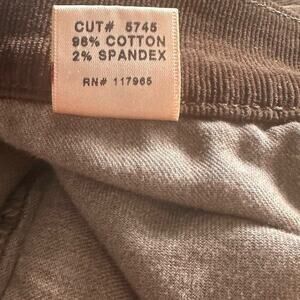 CUT# 5745
98% COTTON
2% SPANDEX
RN# 117965